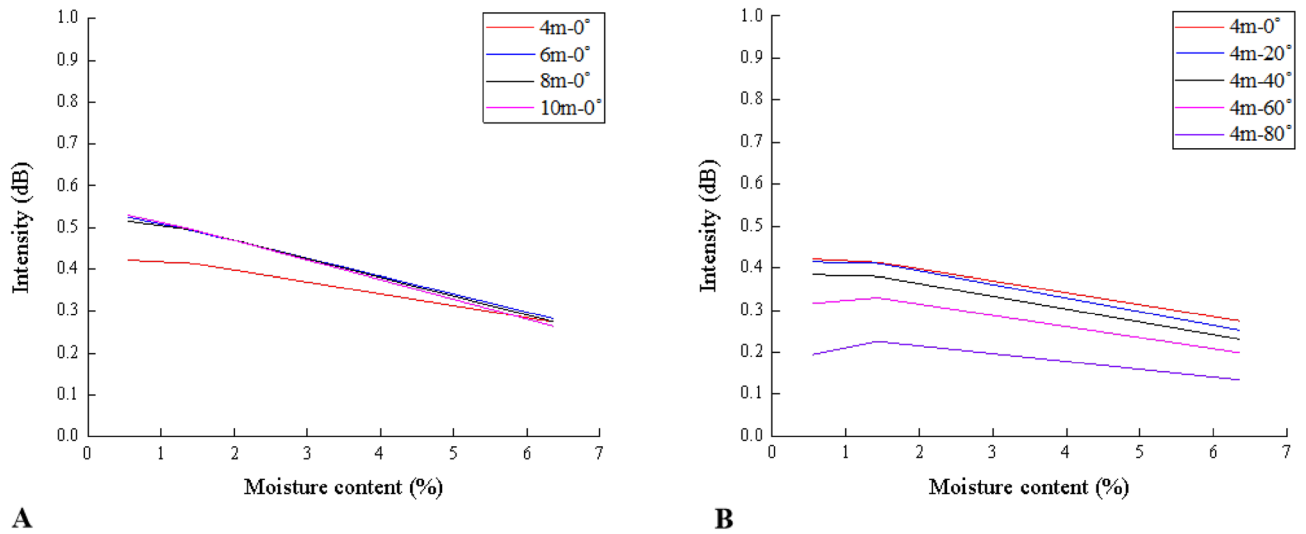 1.0
0.9
0.8
0.7
0.6
0.5
0.4
0.3
0.2
0.1
0.0
Intensity (dB)
0 1 2 3 4 5 6 7
Moisture content (%)
4m-0°
6m-0°
8m-0°
10m-0°
A
1.0
0.9
0.8
0.7
0.6
0.5
0.4
0.3
0.2
0.1
0.0
Intensity (dB)
0 1 2 3 4 5 6 7
Moisture content (%)
4m-0°
4m-20°
4m-40°
4m-60°
4m-80°
B